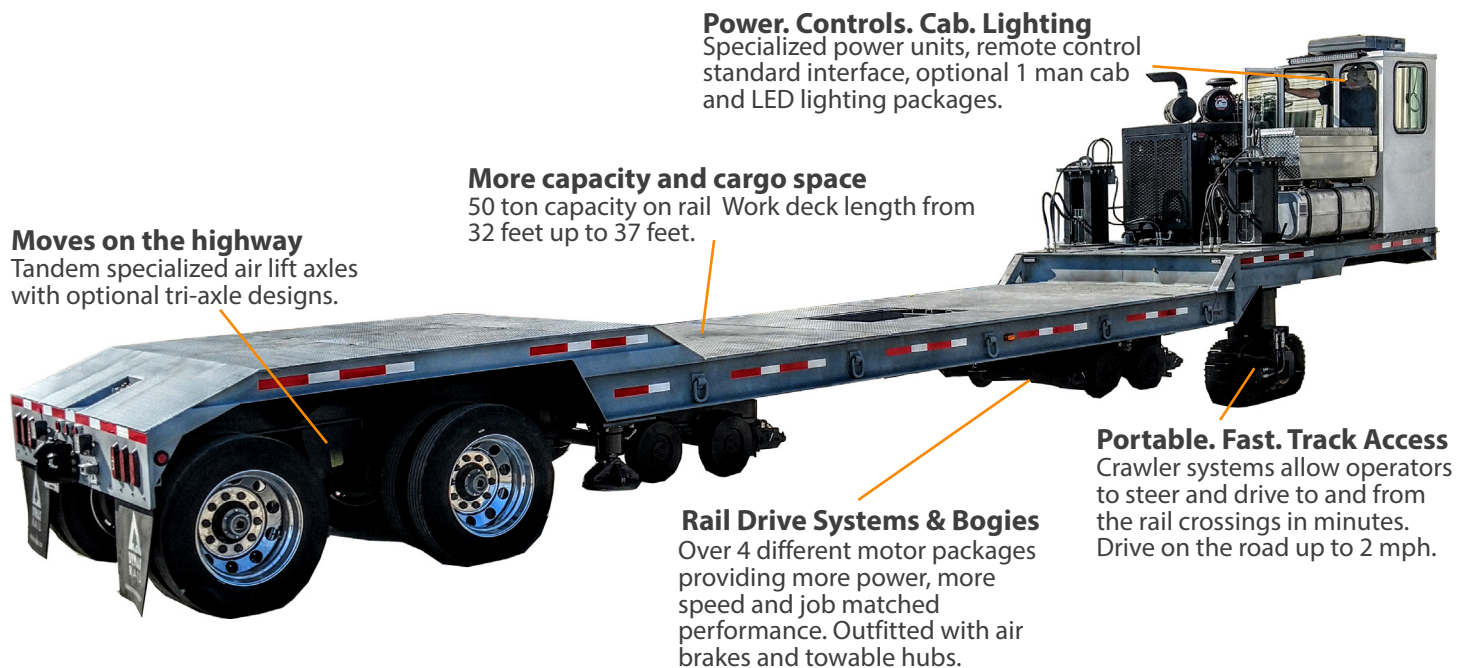 Power. Controls. Cab. Lighting
Specialized power units, remote control
standard interface, optional 1 man cab
and LED lighting packages.
More capacity and cargo space
50 ton capacity on rail  Work deck length from
32 feet up to 37 feet.
Moves on the highway
Tandem specialized air lift axles
with optional tri-axle designs.
Portable. Fast. Track Access
Crawler systems allow operators
to steer and drive to and from
the rail crossings in minutes.
Drive on the road up to 2 mph.
Rail Drive Systems & Bogies
Over 4 different motor packages
providing more power, more
speed and job matched
performance. Outfitted with air
brakes and towable hubs.